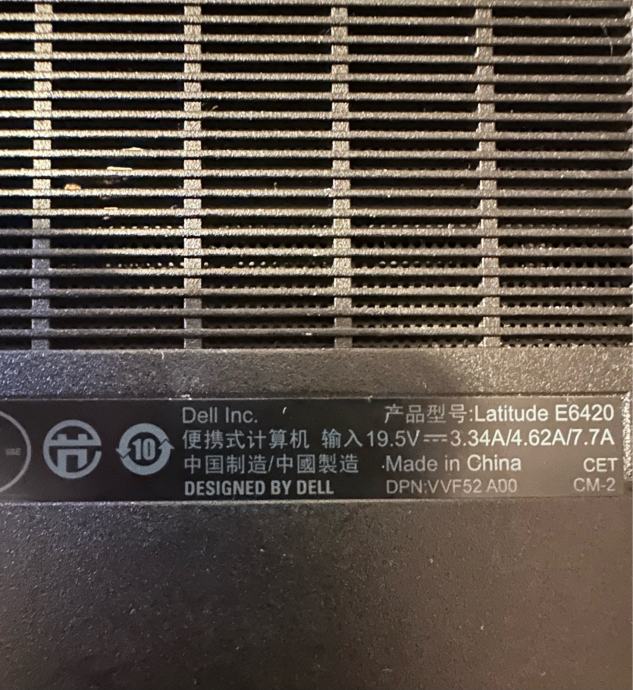 Dell Inc. 产品型号:Latitude E6420
便携式计算机 输入19.5V⎓3.34A/4.62A/7.7A
中国制造/中國製造 Made in China CET
DESIGNED BY DELL DPN:VVF52 A00 CM-2
10